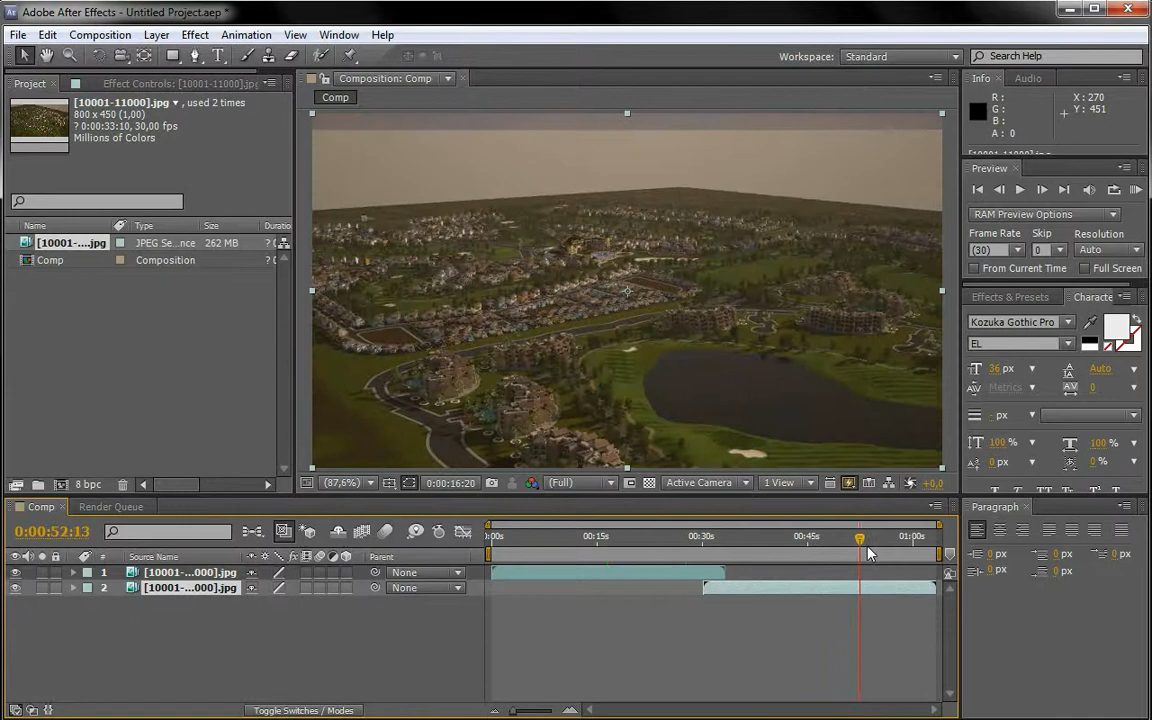 Adobe After Effects - Untitled Project.aep *
File Edit Composition Layer Effect Animation View Window Help
Workspace: Standard Search Help
Project Effect Controls: [10001-11000].jpg
[10001-11000].jpg , used 2 times
800 x 450 (1,00)
? 0:00:33:10, 30,00 fps
Millions of Colors
Name Type Size Duratio
[10001-....jpg JPEG Se...nce 262 MB ? 0
Comp Composition
8 bpc
Composition: Comp
Comp
(87,6%) 0:00:16:20 (Full) Active Camera 1 View +0,0
Info Audio
R: X: 270
G: Y: 451
B:
A: 0
Preview
RAM Preview Options
Frame Rate Skip Resolution
(30) 0 Auto
From Current Time Full Screen
Effects & Presets Characte
Kozuka Gothic Pro
EL
36 px Auto
Metrics 0
- px
100 % 100 %
0 px 0 %
Comp Render Queue
0:00:52:13
0:00s 00:15s 00:30s 00:45s 01:00s
# Source Name Parent
1 [10001-...000].jpg None
2 [10001-...000].jpg None
Toggle Switches / Modes
Paragraph
0 px 0 px 0 px
0 px 0 px